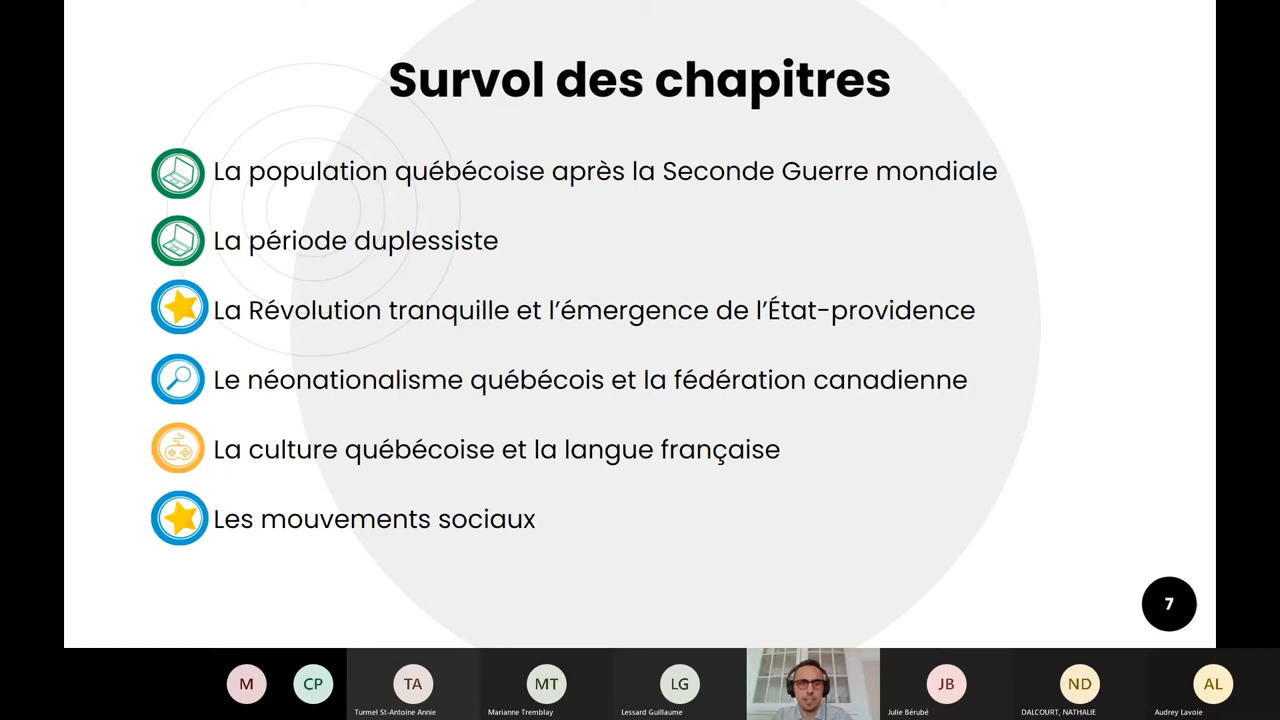 Survol des chapitres
La population québécoise après la Seconde Guerre mondiale
La période duplessiste
La Révolution tranquille et l’émergence de l’État-providence
Le néonationalisme québécois et la fédération canadienne
La culture québécoise et la langue française
Les mouvements sociaux
7
M
CP
TA
MT
LG
JB
ND
AL
Turmel St-Antoine Annie
Marianne Tremblay
Lessard Guillaume
Julie Bérubé
DALCOURT, NATHALIE
Audrey Lavoie